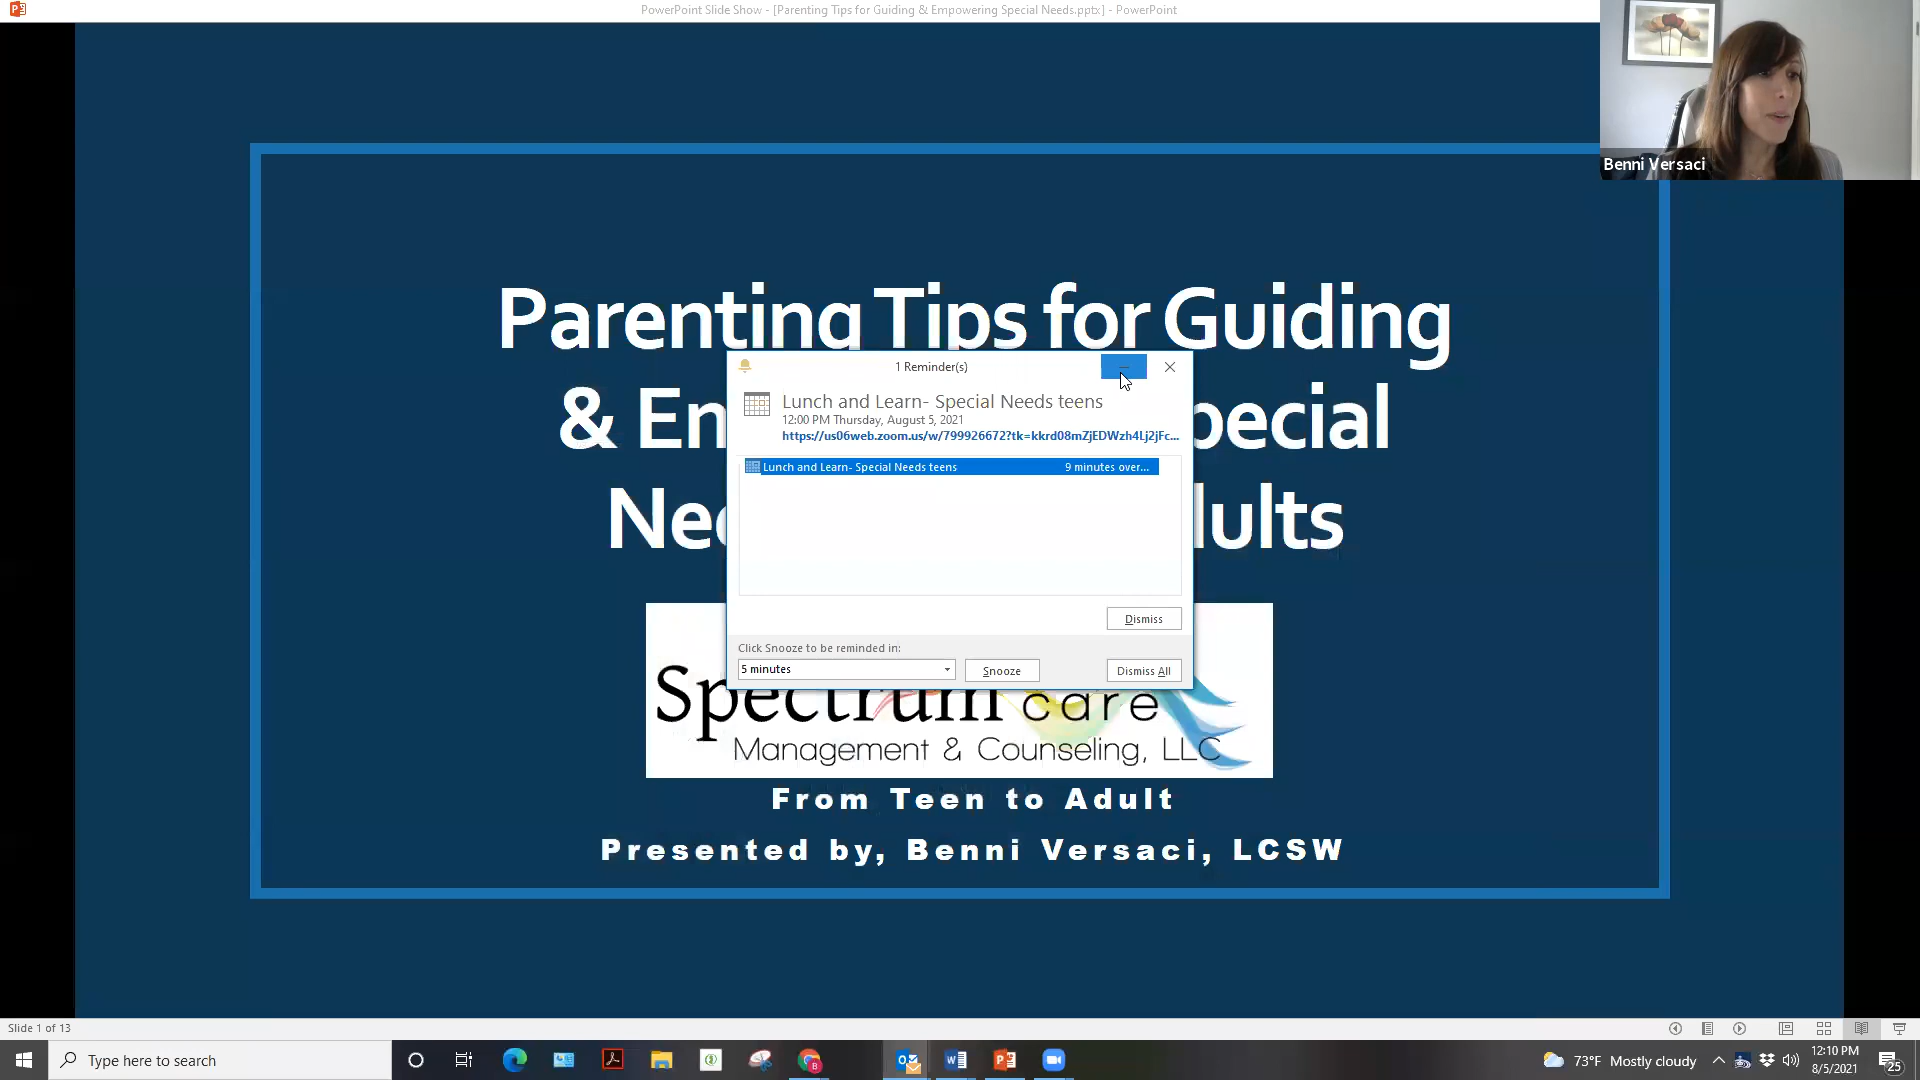 PowerPoint Slide Show - [Parenting Tips for Guiding & Empowering Special Needs.pptx] - PowerPoint
Benni Versaci
Parenting Tips for Guiding
& Em pecial
Nee dults
1 Reminder(s)
Lunch and Learn- Special Needs teens
12:00 PM Thursday, August 5, 2021
https://us06web.zoom.us/w/799926672?tk=kkrd08mZjEDWzh4Lj2jFc...
Lunch and Learn- Special Needs teens 9 minutes over...
Dismiss
Click Snooze to be reminded in:
5 minutes Snooze Dismiss All
Spectrum care
Management & Counseling, LLC
From Teen to Adult
Presented by, Benni Versaci, LCSW
Slide 1 of 13
Type here to search
73°F Mostly cloudy
12:10 PM
8/5/2021
25